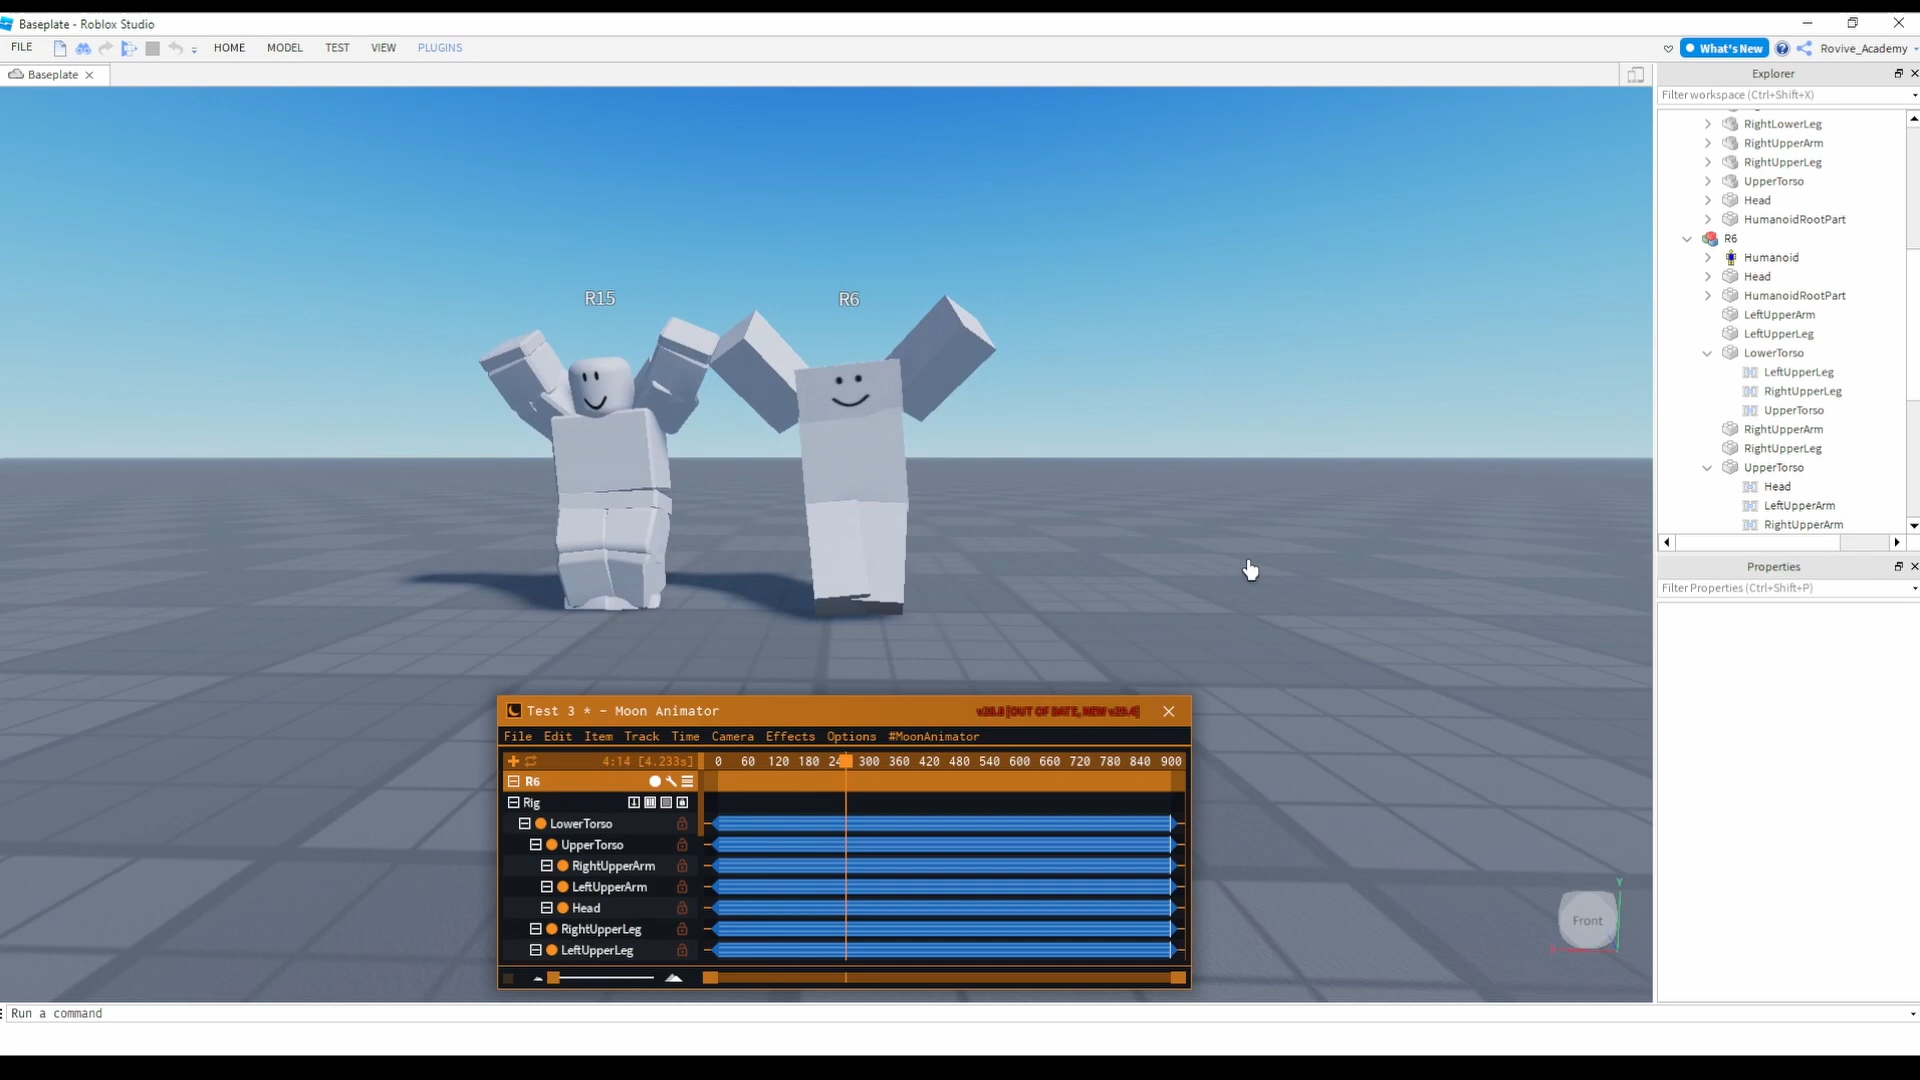 Baseplate - Roblox Studio
FILE HOME MODEL TEST VIEW PLUGINS What's New Rovive_Academy
Baseplate
Explorer
Filter workspace (Ctrl+Shift+X)
RightLowerLeg
RightUpperArm
RightUpperLeg
UpperTorso
Head
HumanoidRootPart
R6
Humanoid
Head
HumanoidRootPart
LeftUpperArm
LeftUpperLeg
LowerTorso
LeftUpperLeg
RightUpperLeg
UpperTorso
RightUpperArm
RightUpperLeg
UpperTorso
Head
LeftUpperArm
RightUpperArm
Properties
Filter Properties (Ctrl+Shift+P)
R15 R6
Front
Y
Test 3 * - Moon Animator
File Edit Item Track Time Camera Effects Options #MoonAnimator
4:14 [4.233s] 0 60 120 180 300 360 420 480 540 600 660 720 780 840 900
R6
Rig
LowerTorso
UpperTorso
RightUpperArm
LeftUpperArm
Head
RightUpperLeg
LeftUpperLeg
Run a command